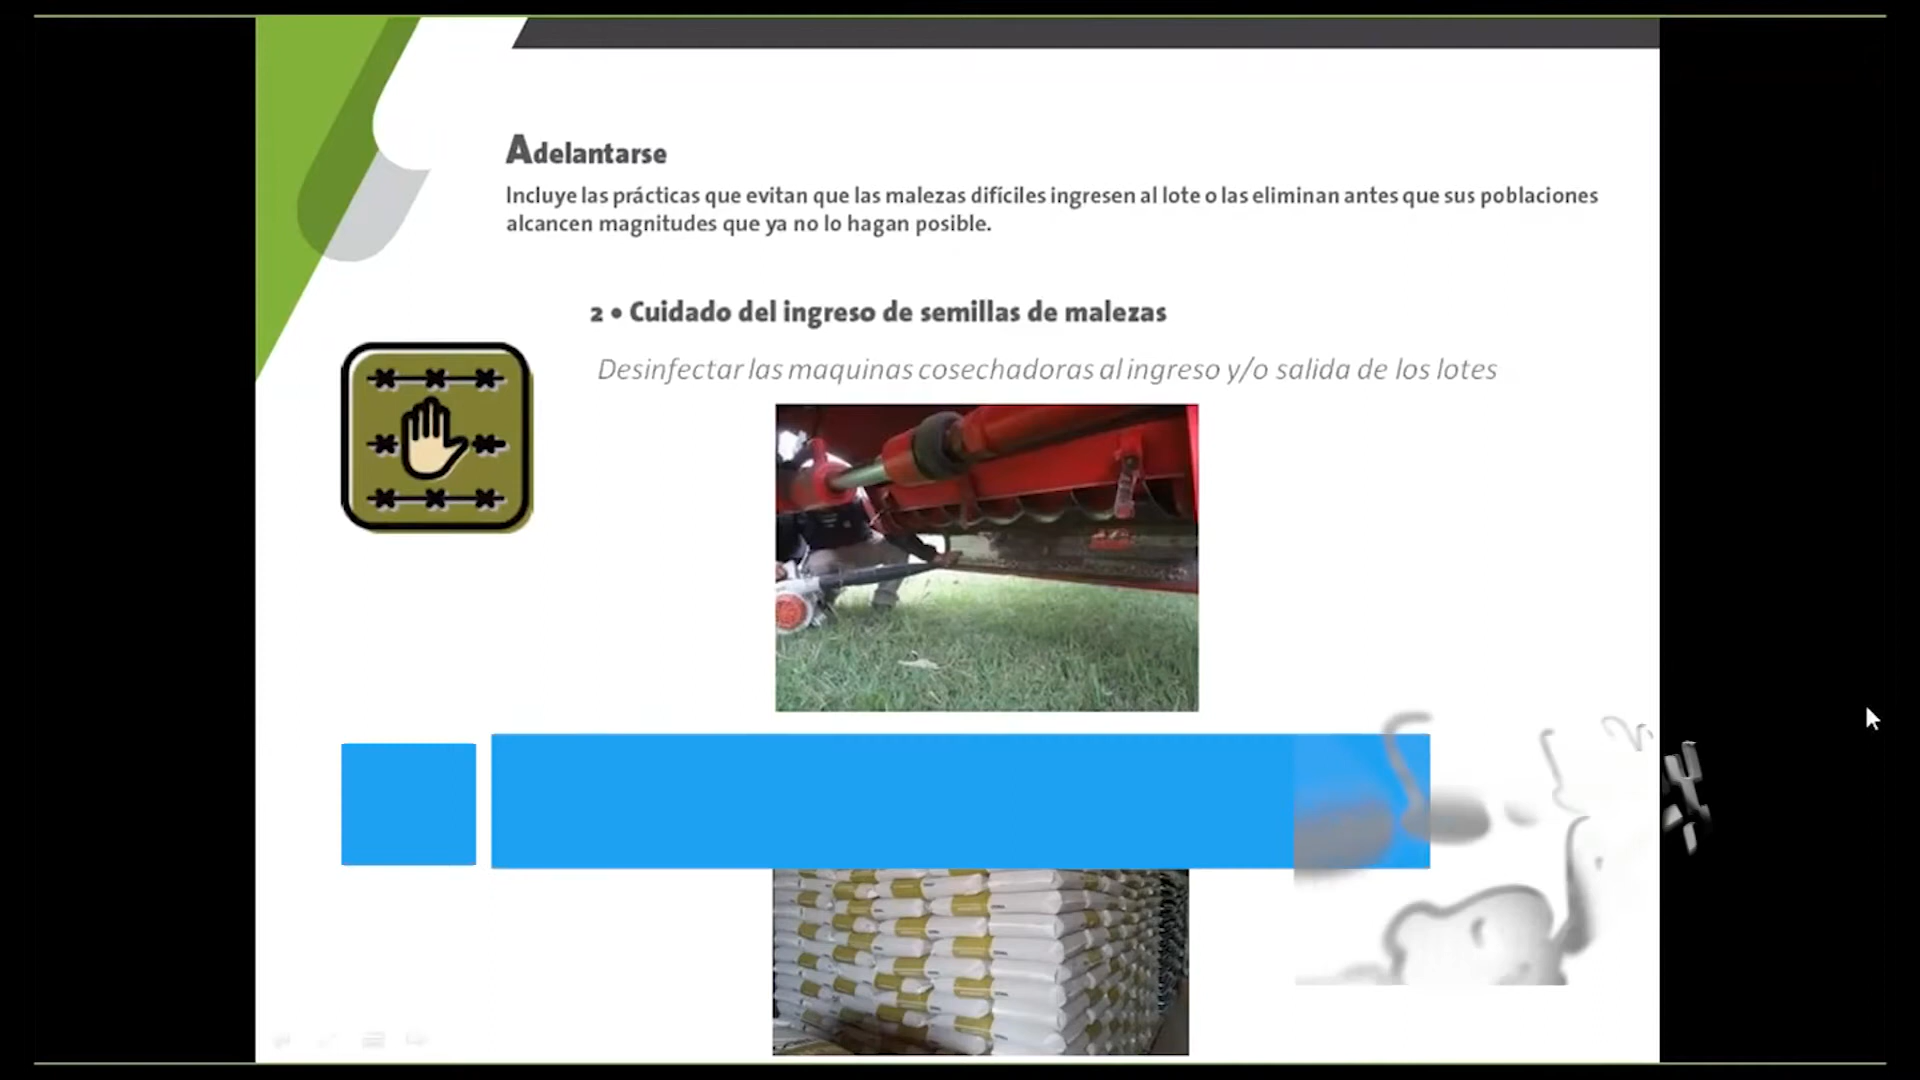 Adelantarse
Incluye las prácticas que evitan que las malezas difíciles ingresen al lote o las eliminan antes que sus poblaciones
alcancen magnitudes que ya no lo hagan posible.
2 • Cuidado del ingreso de semillas de malezas
Desinfectar las maquinas cosechadoras al ingreso y/o salida de los lotes